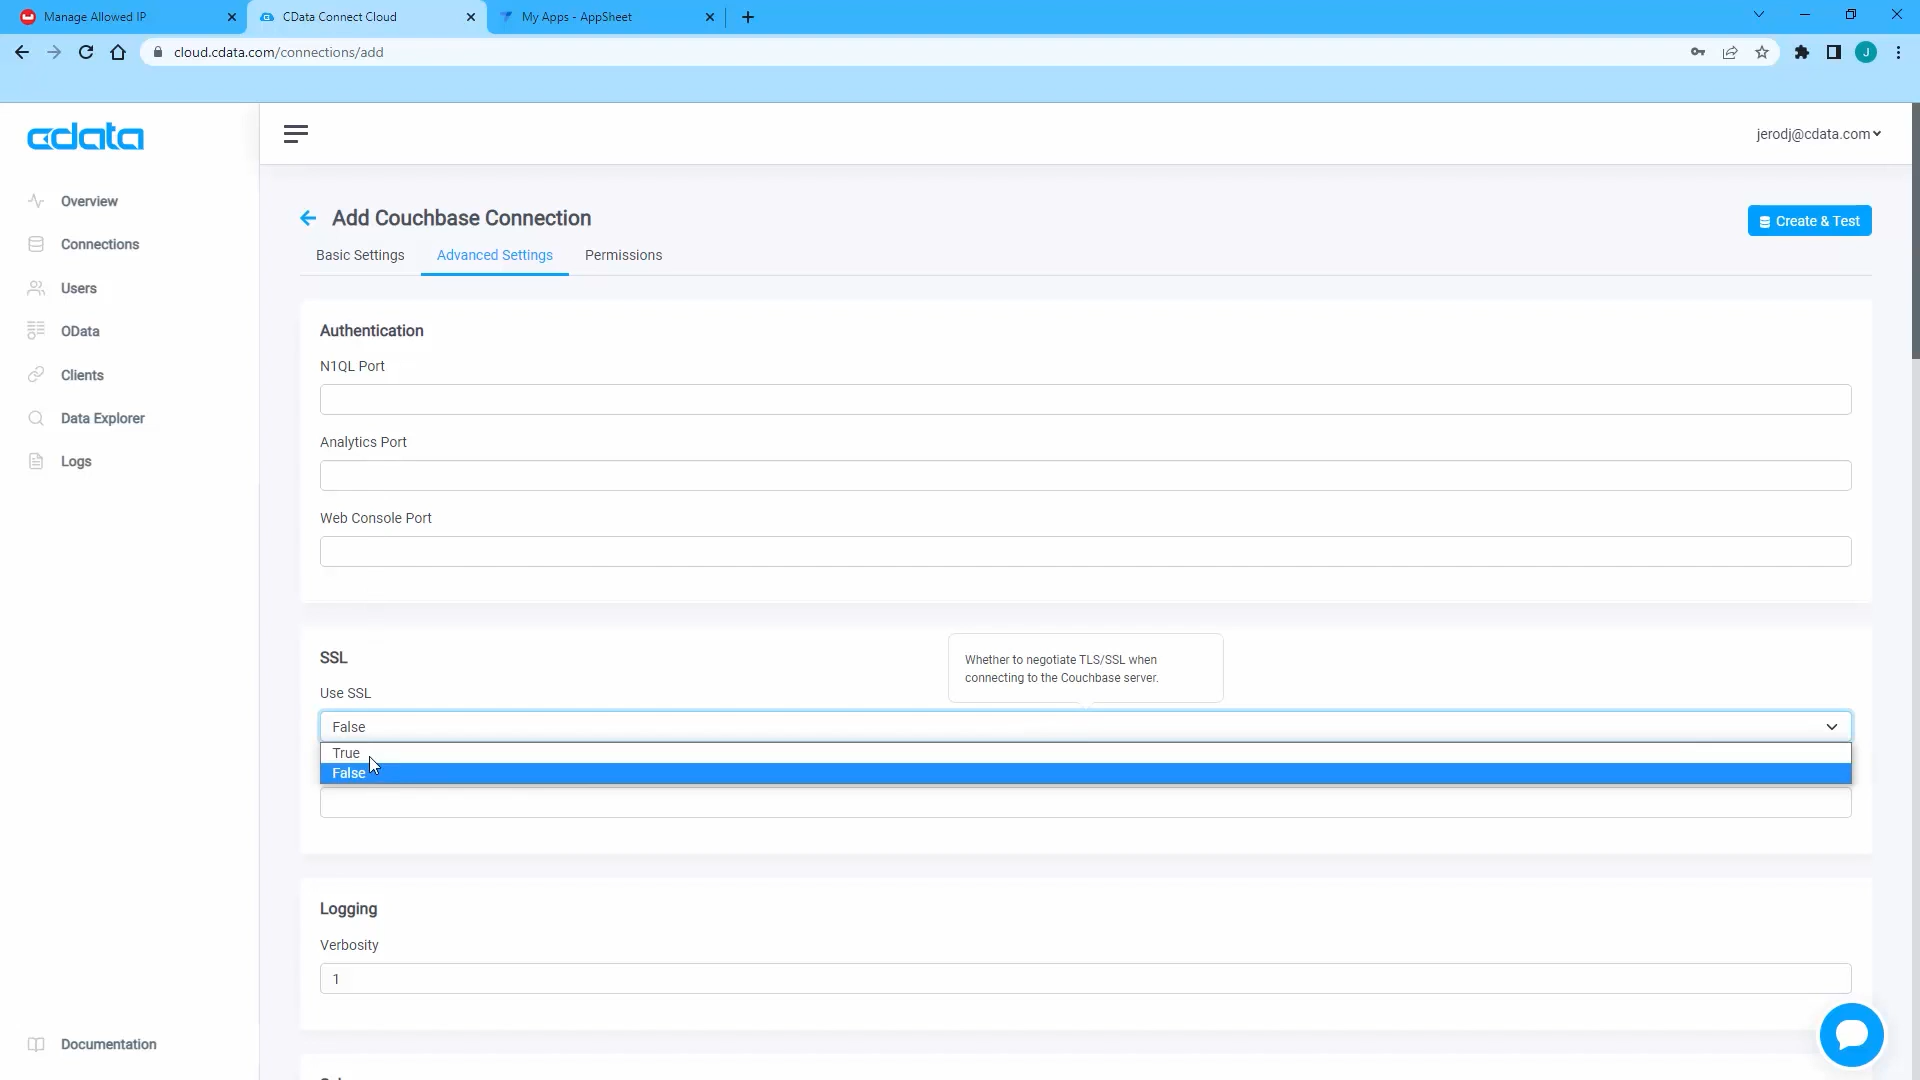 Manage Allowed IP
CData Connect Cloud
My Apps - AppSheet
cloud.cdata.com/connections/add
J
cdata
jerodj@cdata.com
Overview
Connections
Users
OData
Clients
Data Explorer
Logs
Documentation
Add Couchbase Connection
Create & Test
Basic Settings
Advanced Settings
Permissions
Authentication
N1QL Port
Analytics Port
Web Console Port
SSL
Whether to negotiate TLS/SSL when
connecting to the Couchbase server.
Use SSL
False
True
False
Logging
Verbosity
1